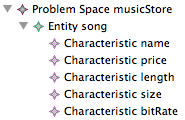 Problem Space musicStore
Entity song
Characteristic name
Characteristic price
Characteristic length
Characteristic size
Characteristic bitRate